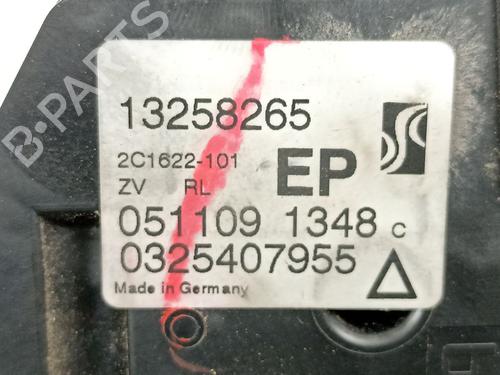 B-PARTS
13258265
2C1622-101
ZV RL EP
051109 1348 C
0325407955
Made in Germany